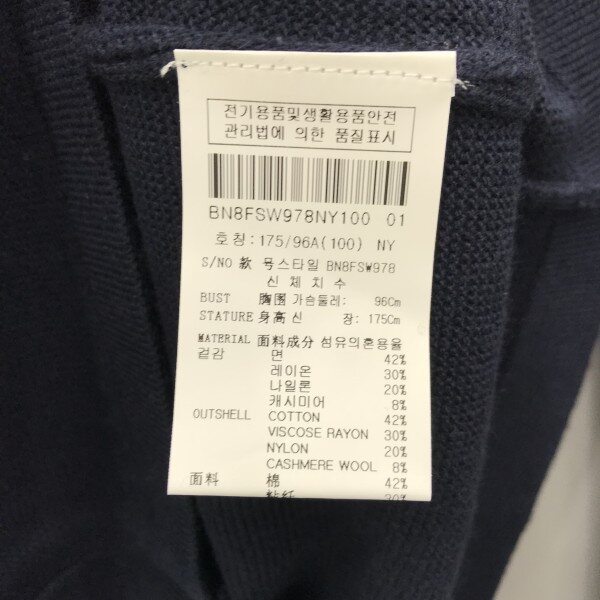 전기용품및생활용품안전
관리법에 의한 품질표시
BN8FSW978NY100 01
호칭:175/96A(100) NY
S/NO 款 号스타일 BN8FSW978
신 체 치 수
BUST 胸围 가슴둘레: 96Cm
STATURE 身高 신 장: 175Cm
MATERIAL 面料成分 섬유의혼용율
겉감 면 42%
레이온 30%
나일론 20%
캐시미어 8%
OUTSHELL COTTON 42%
VISCOSE RAYON 30%
NYLON 20%
CASHMERE WOOL 8%
面料 棉 42%
30%